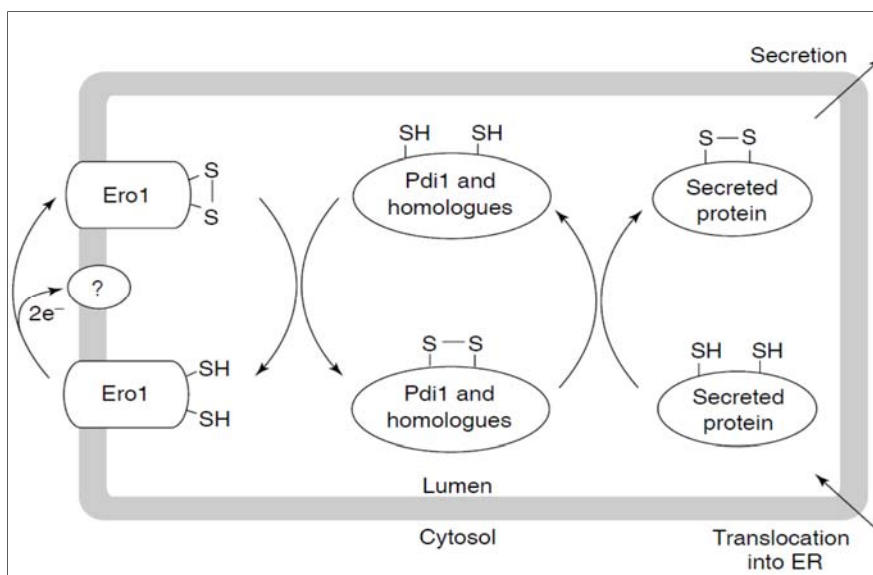 Secretion
SH SH
S—S
Ero1
S
S
Pdi1 and
homologues
Secreted
protein
?
2e⁻
S—S
SH SH
Ero1
SH
SH
Pdi1 and
homologues
Secreted
protein
Lumen
Cytosol
Translocation
into ER